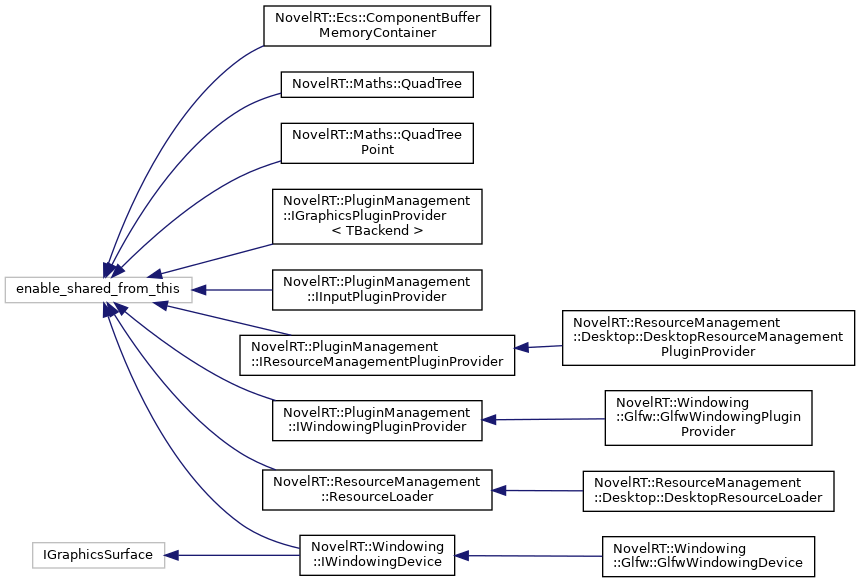 NovelRT::Ecs::ComponentBuffer
MemoryContainer
NovelRT::Maths::QuadTree
NovelRT::Maths::QuadTree
Point
NovelRT::PluginManagement
::IGraphicsPluginProvider
< TBackend >
enable_shared_from_this
NovelRT::PluginManagement
::IInputPluginProvider
NovelRT::PluginManagement
::IResourceManagementPluginProvider
NovelRT::ResourceManagement
::Desktop::DesktopResourceManagement
PluginProvider
NovelRT::PluginManagement
::IWindowingPluginProvider
NovelRT::Windowing
::Glfw::GlfwWindowingPlugin
Provider
NovelRT::ResourceManagement
::ResourceLoader
NovelRT::ResourceManagement
::Desktop::DesktopResourceLoader
IGraphicsSurface
NovelRT::Windowing
::IWindowingDevice
NovelRT::Windowing
::Glfw::GlfwWindowingDevice